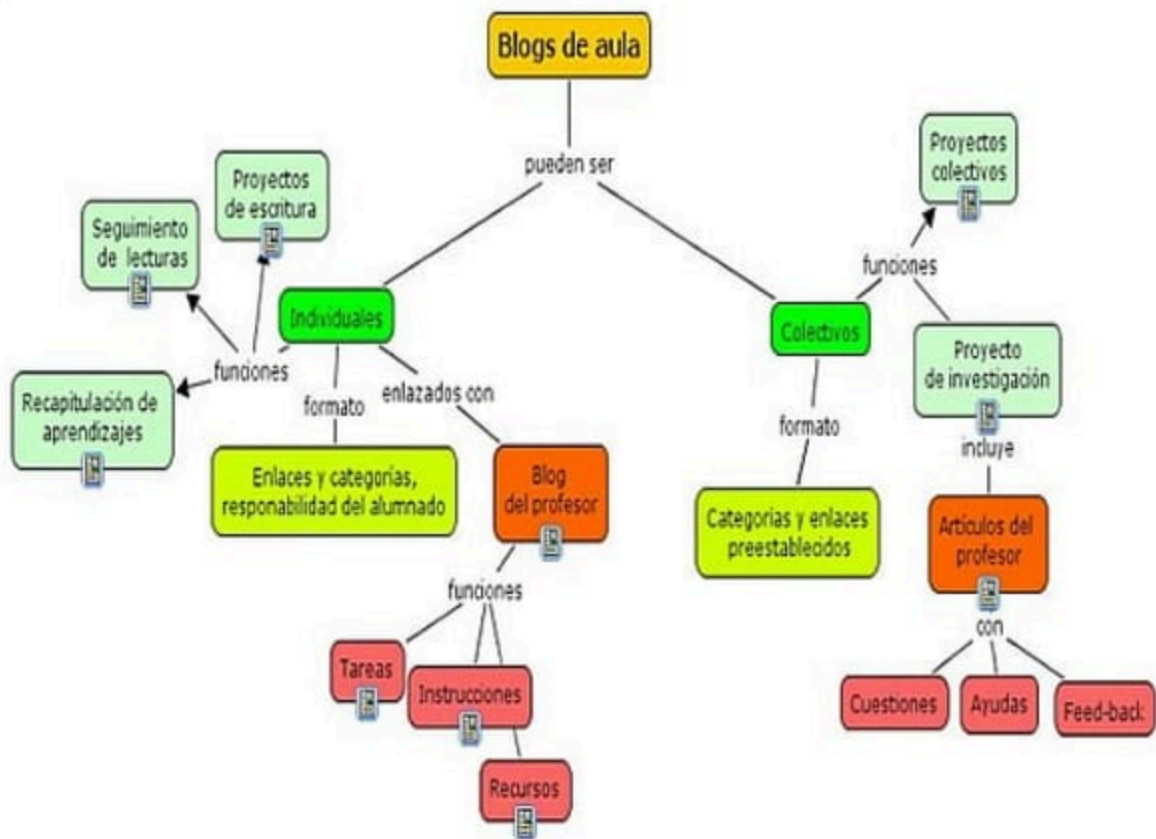 Blogs de aula
pueden ser
Proyectos
de escritura
Seguimiento
de lecturas
Recapitulación de
aprendizajes
funciones
Individuales
formato
enlazados con
Enlaces y categorías,
responabilidad del alumnado
Blog
del profesor
funciones
Tareas
Instrucciones
Recursos
Colectivos
funciones
Proyectos
colectivos
Proyecto
de investigación
formato
Categorías y enlaces
preestablecidos
incluye
Artículos del
profesor
con
Cuestiones
Ayudas
Feed-back